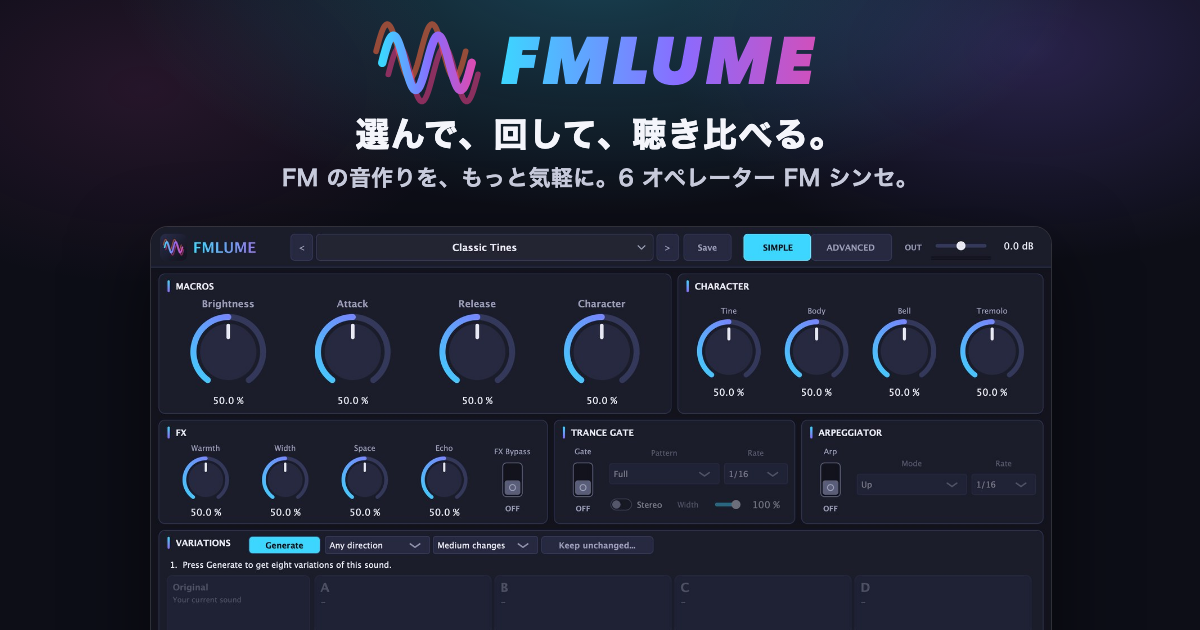 FMLUME
選んで、回して、聴き比べる。
FM の音作りを、もっと気軽に。6 オペレーター FM シンセ。
FMLUME < Classic Tines > Save SIMPLE ADVANCED OUT 0.0 dB
MACROS
Brightness Attack Release Character
50.0 % 50.0 % 50.0 % 50.0 %
CHARACTER
Tine Body Bell Tremolo
50.0 % 50.0 % 50.0 % 50.0 %
FX
Warmth Width Space Echo FX Bypass
50.0 % 50.0 % 50.0 % 50.0 % OFF
TRANCE GATE
Gate Pattern Rate
Full 1/16
OFF Stereo Width 100 %
ARPEGGIATOR
Arp Mode Rate
Up 1/16
OFF
VARIATIONS Generate Any direction Medium changes Keep unchanged...
1. Press Generate to get eight variations of this sound.
Original A B C D
Your current sound – – – –